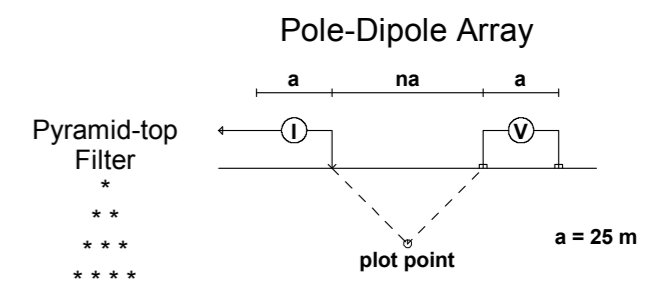 Pole-Dipole Array
a na a
Pyramid-top
Filter
*
* *
* * *
* * * *
I V
plot point
a = 25 m